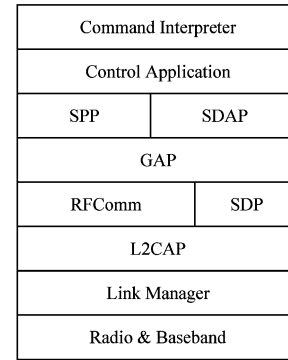 Command Interpreter
Control Application
SPP SDAP
GAP
RFComm SDP
L2CAP
Link Manager
Radio & Baseband